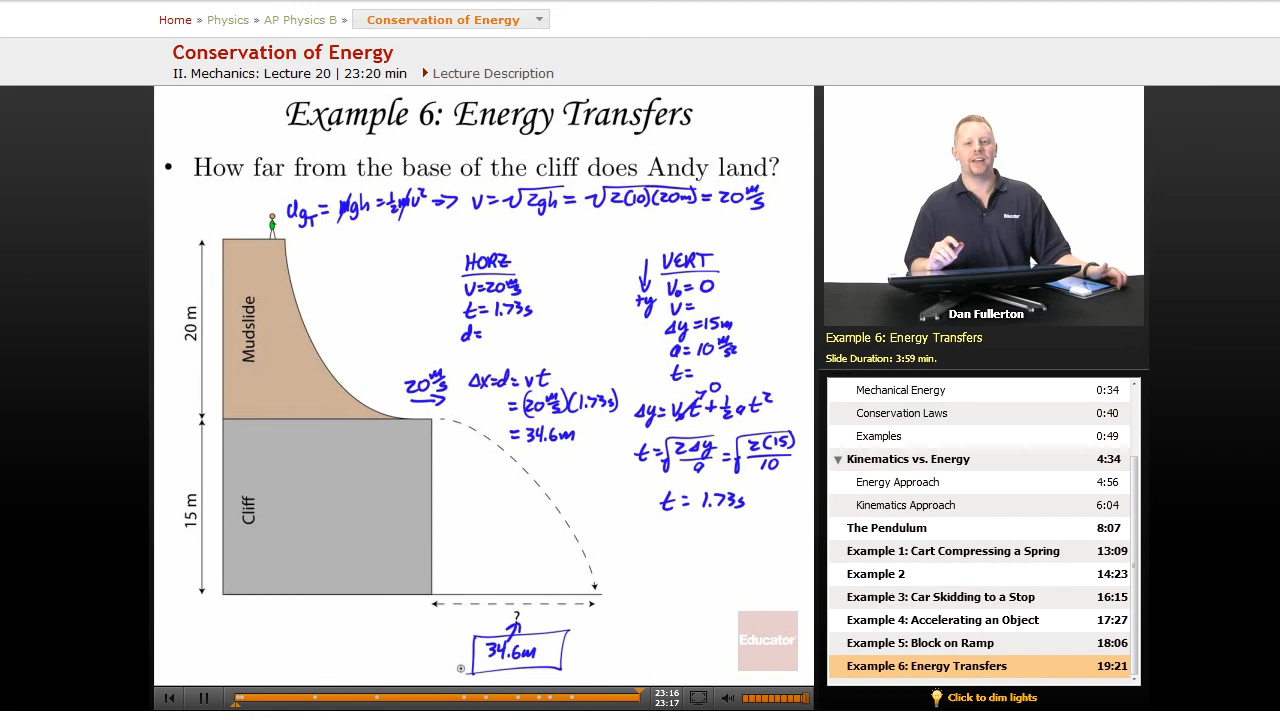 Home » Physics » AP Physics B » Conservation of Energy
Conservation of Energy
II. Mechanics: Lecture 20 | 23:20 min Lecture Description
Example 6: Energy Transfers
• How far from the base of the cliff does Andy land?
mgh = ½mv² ⇒ v = √2gh = √2(10)(20m) = 20 m/s
20 m
Mudslide
15 m
Cliff
HORZ
v = 20 m/s
t = 1.73s
d =
20 m/s
Δx = d = vt
= (20 m/s)(1.73s)
= 34.6m
VERT
+y
v₀ = 0
v =
Δy = 15m
a = 10 m/s²
t =
Δy = v₀t + ½at²
0
t = √2Δy/a = √2(15)/10
t = 1.73s
?
34.6m
Educator
Educator
Dan Fullerton
Example 6: Energy Transfers
Slide Duration: 3:59 min.
Mechanical Energy 0:34
Conservation Laws 0:40
Examples 0:49
Kinematics vs. Energy 4:34
Energy Approach 4:56
Kinematics Approach 6:04
The Pendulum 8:07
Example 1: Cart Compressing a Spring 13:09
Example 2 14:23
Example 3: Car Skidding to a Stop 16:15
Example 4: Accelerating an Object 17:27
Example 5: Block on Ramp 18:06
Example 6: Energy Transfers 19:21
23:16
23:17
Click to dim lights